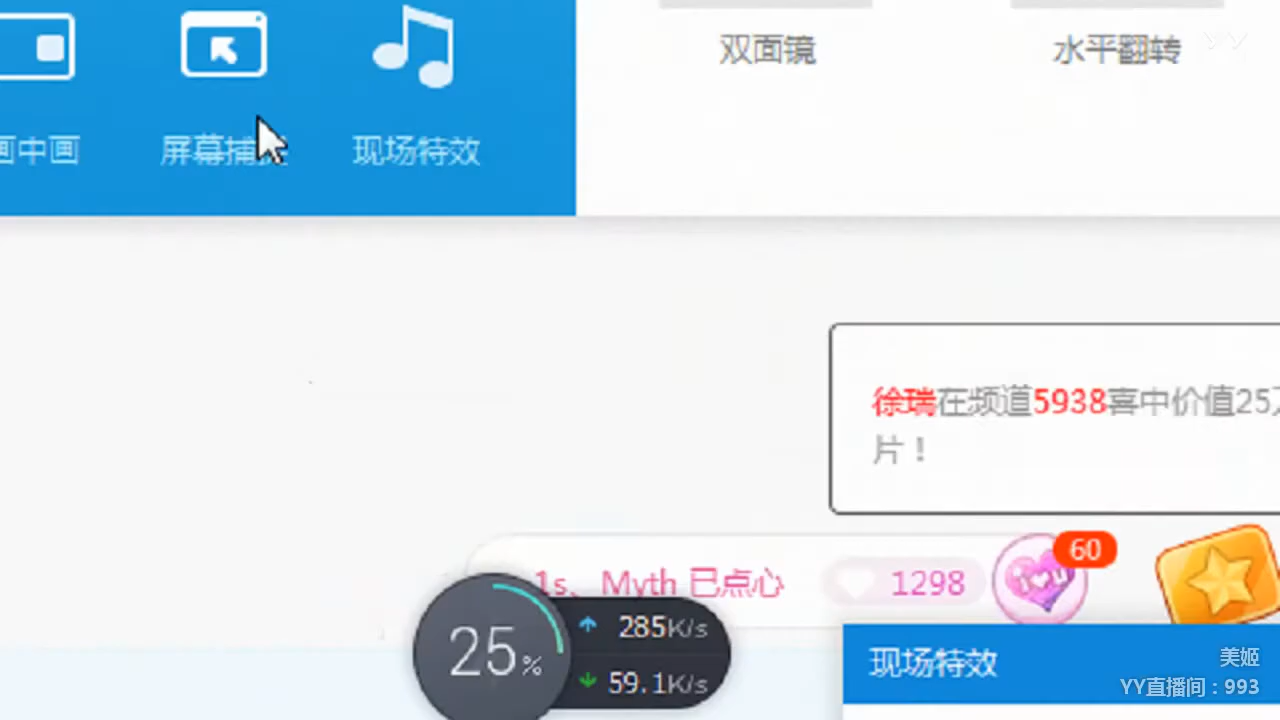 双面镜
水平翻转
画中画
屏幕捕
现场特效
徐瑞在频道5938喜中价值25
片！
60
1s、Myth 已点心
1298
i u
25%
285K/s
59.1K/s
现场特效
美姬
YY直播间：993